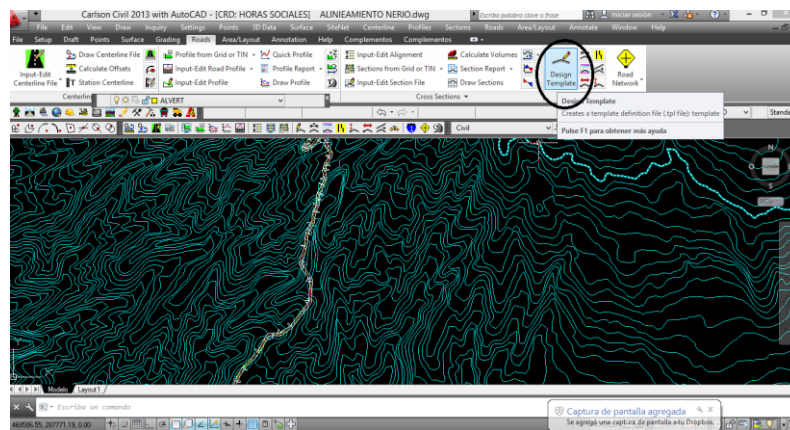 Carlson Civil 2013 with AutoCAD - [CRD: HORAS SOCIALES] ALINIEAMIENTO NERIO.dwg
Escriba palabra clave o frase
Iniciar sesión
File Edit View Draw Inquiry Settings Points 3D Data Surface SiteNet Centerline Profiles Sections Roads Area/Layout Annotate Window Help
File Setup Draft Points Surface Grading Roads Area/Layout Annotation Help Complementos Complementos
Draw Centerline File
Profile from Grid or TIN
Quick Profile
Input-Edit Alignment
Calculate Volumes
Calculate Offsets
Input-Edit Road Profile
Profile Report
Sections from Grid or TIN
Section Report
Input-Edit
Centerline File
Station Centerline
Input-Edit Profile
Draw Profile
Input-Edit Section File
Draw Sections
Design
Template
Road
Network
Centerlin
ALVERT
Cross Sections
Design Template
Creates a template definition file (.tpl file): template
Pulse F1 para obtener más ayuda
Standa
Civil
N
S
Modelo Layout1
Escriba un comando
Captura de pantalla agregada
Se agregó una captura de pantalla a tu Dropbox.
468506.55, 287771.19, 0.00